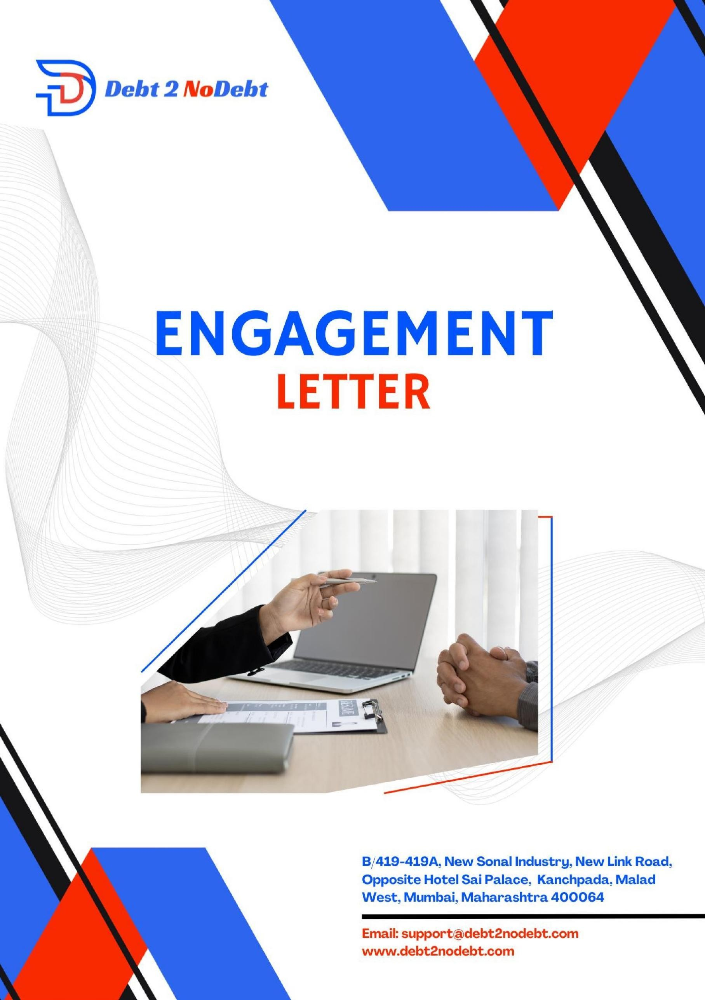 Debt 2 NoDebt
ENGAGEMENT
LETTER
RESUME
B/419-419A, New Sonal Industry, New Link Road,
Opposite Hotel Sai Palace, Kanchpada, Malad
West, Mumbai, Maharashtra 400064
Email: support@debt2nodebt.com
www.debt2nodebt.com